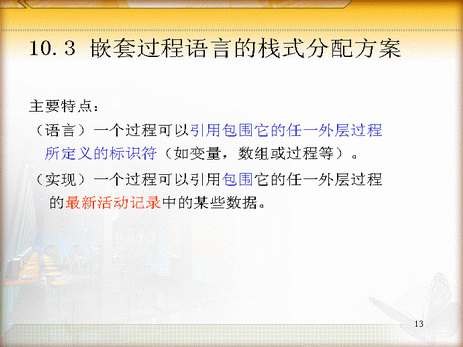 10.3 嵌套过程语言的栈式分配方案
主要特点：
（语言）一个过程可以引用包围它的任一外层过程
所定义的标识符（如变量，数组或过程等）。
（实现）一个过程可以引用包围它的任一外层过程
的最新活动记录中的某些数据。
13